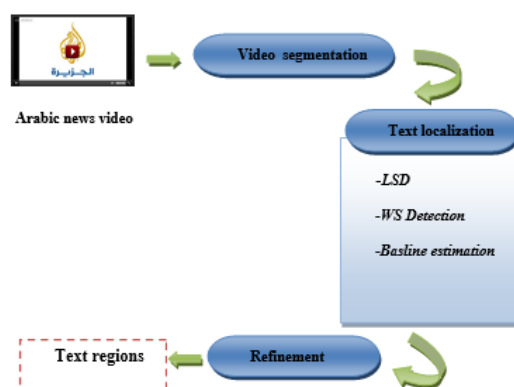 الجزيرة
Arabic news video
Video segmentation
Text localization
-LSD
-WS Detection
-Basline estimation
Refinement
Text regions